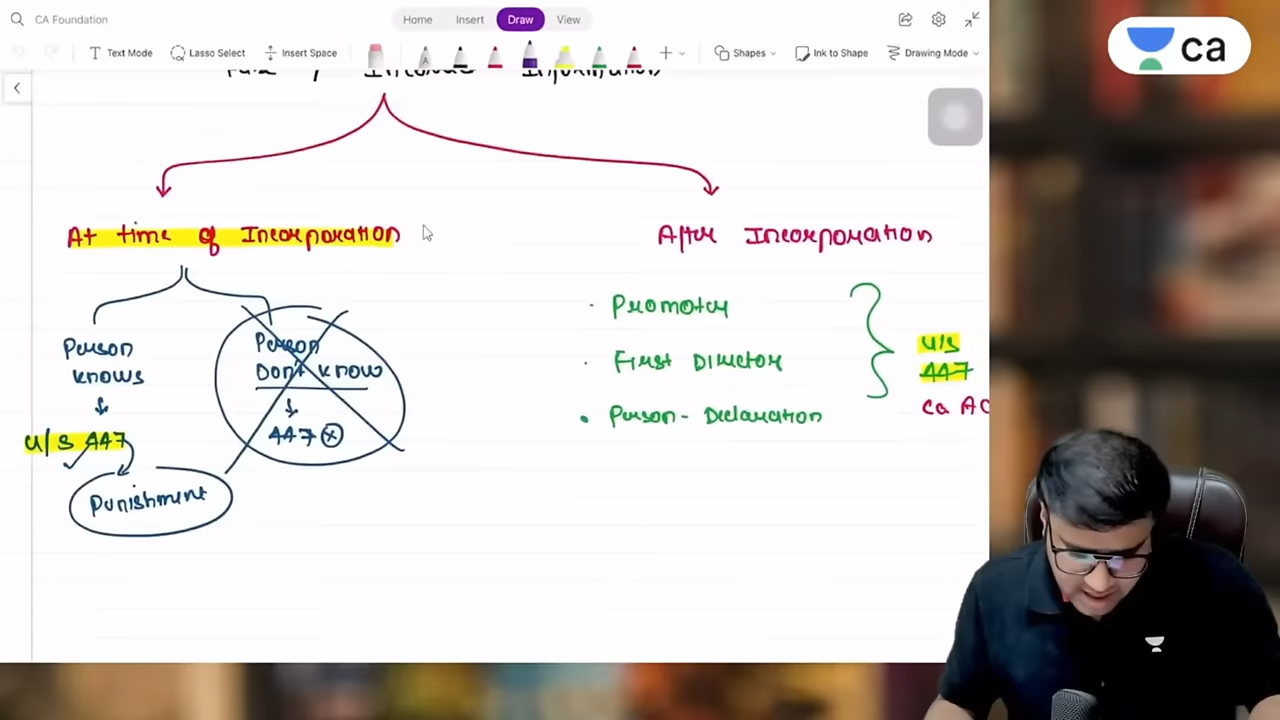 CA Foundation
Home Insert Draw View
Text Mode Lasso Select Insert Space Shapes Ink to Shape Drawing Mode
ca
Information
At time of Incorporation
After Incorporation
Person knows
u/s 447
Punishment
Person Don't know
447
Promoter
First Director
Person - Declaration
u/s
447
Ca Ac